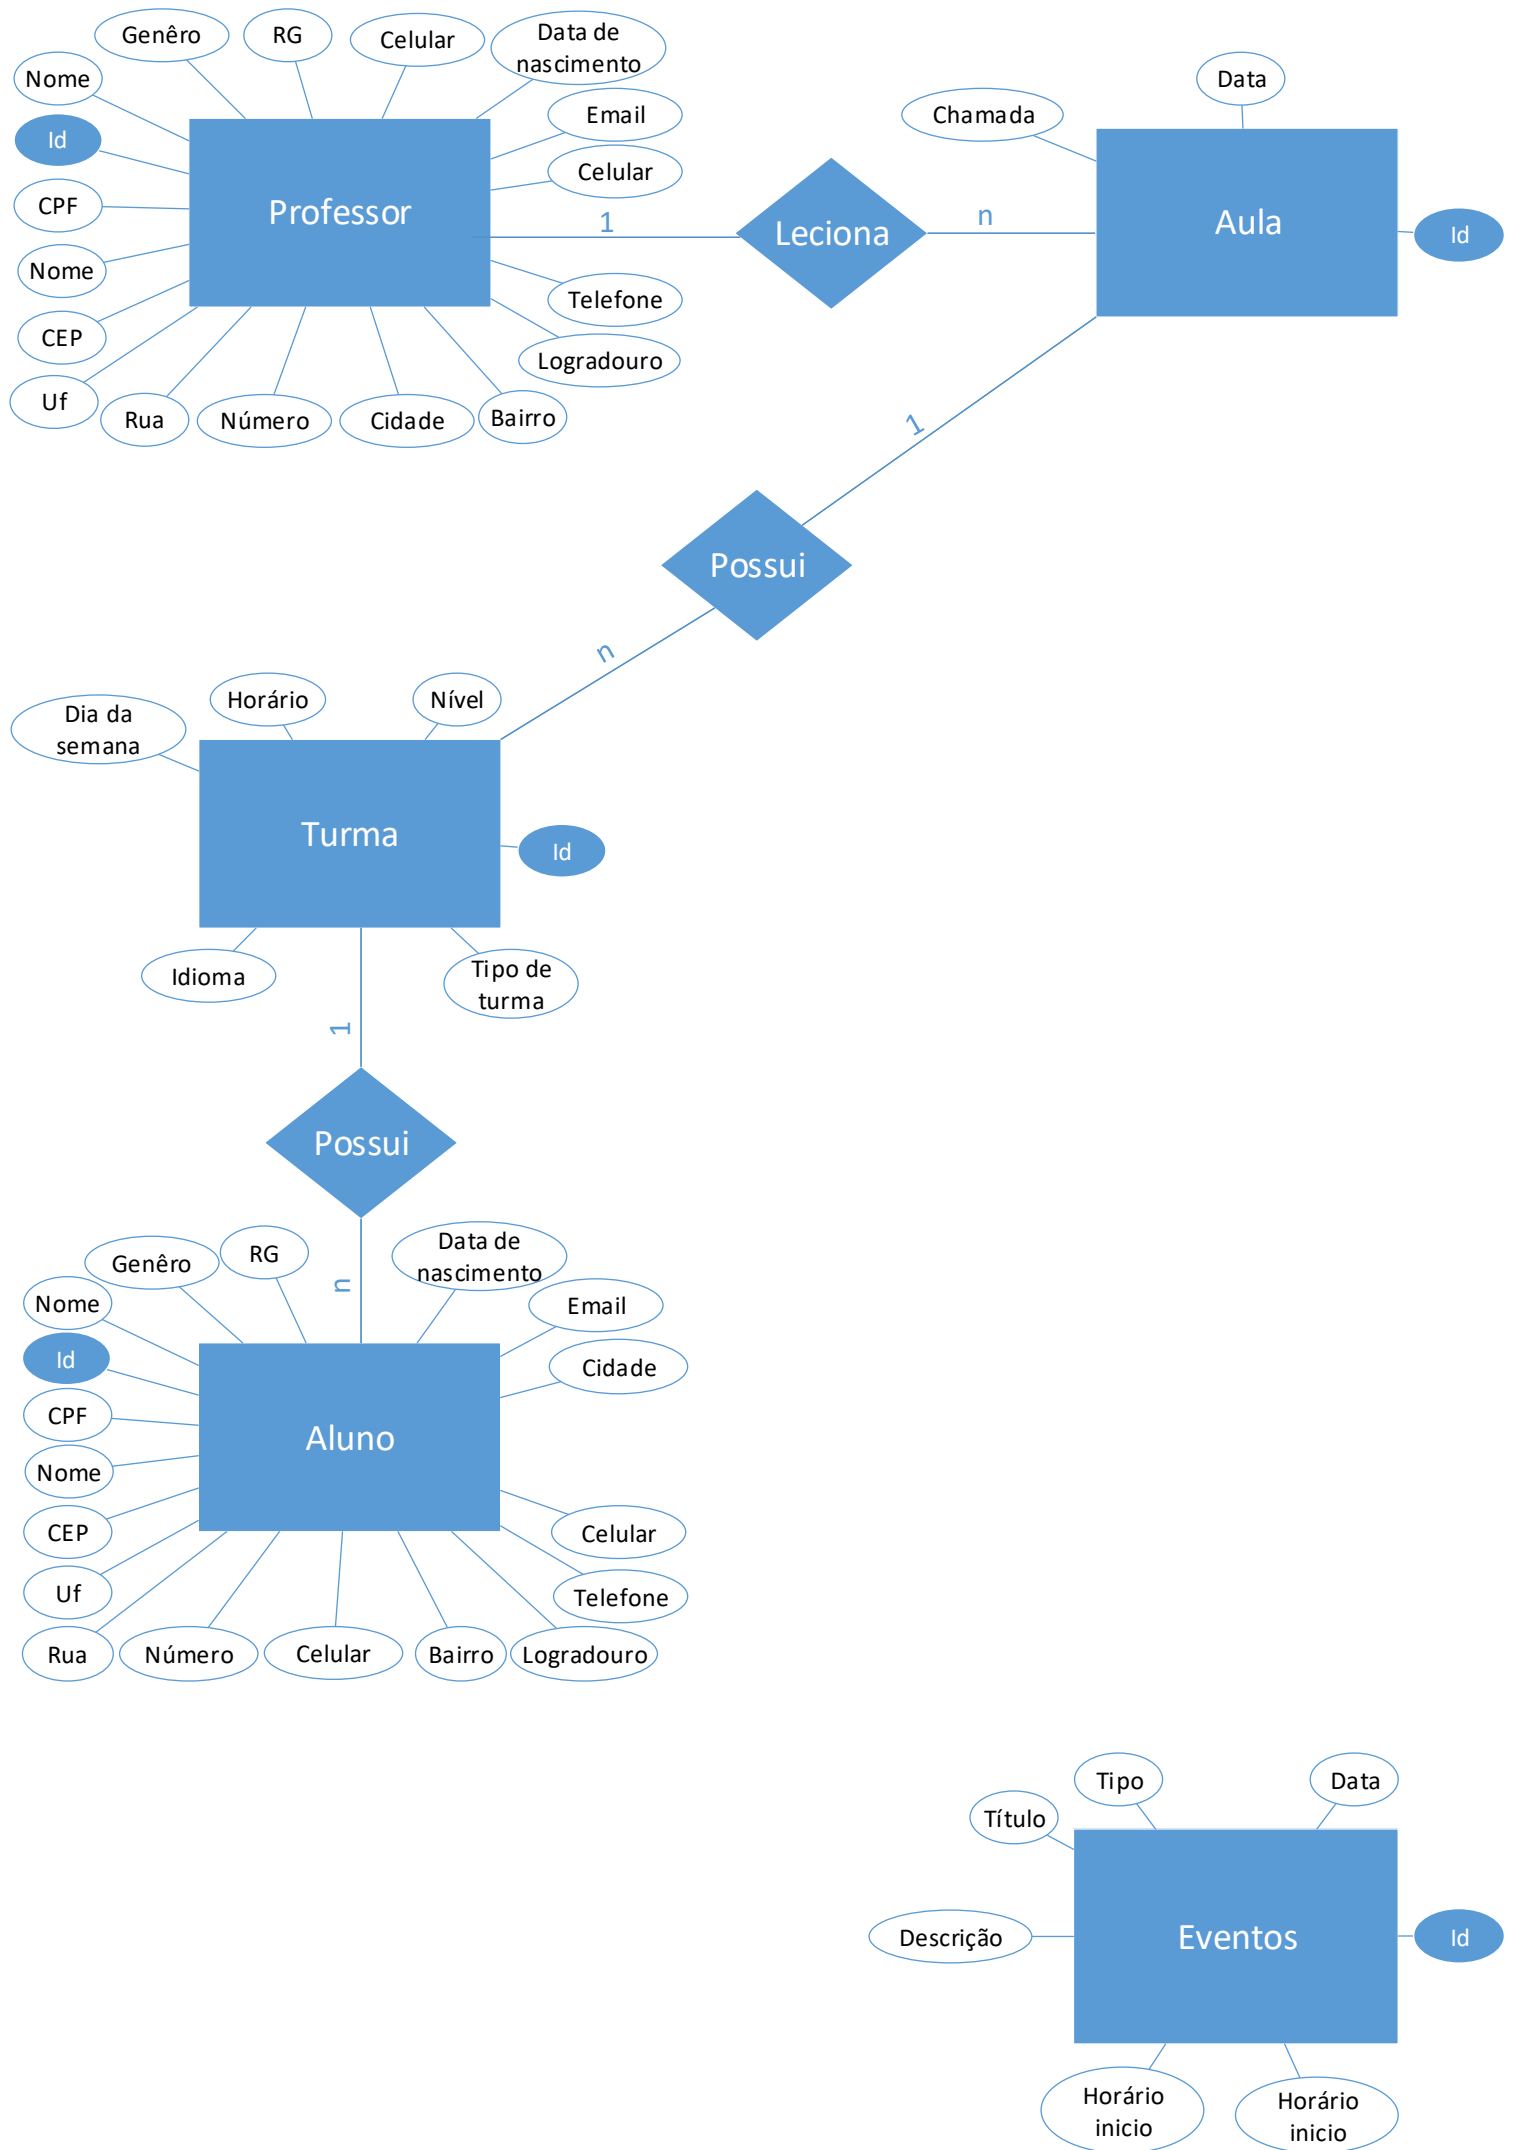 Genêro
RG
Celular
Data de
nascimento
Nome
Email
Id
Celular
CPF
Professor
Nome
Telefone
CEP
Logradouro
Uf
Rua
Número
Cidade
Bairro
1
Leciona
n
Chamada
Data
Aula
Id
1
Possui
n
Dia da
semana
Horário
Nível
Turma
Id
Idioma
Tipo de
turma
1
Possui
n
Genêro
RG
Data de
nascimento
Nome
Email
Id
Cidade
CPF
Aluno
Nome
CEP
Celular
Uf
Telefone
Rua
Número
Celular
Bairro
Logradouro
Tipo
Data
Título
Descrição
Eventos
Id
Horário
inicio
Horário
inicio